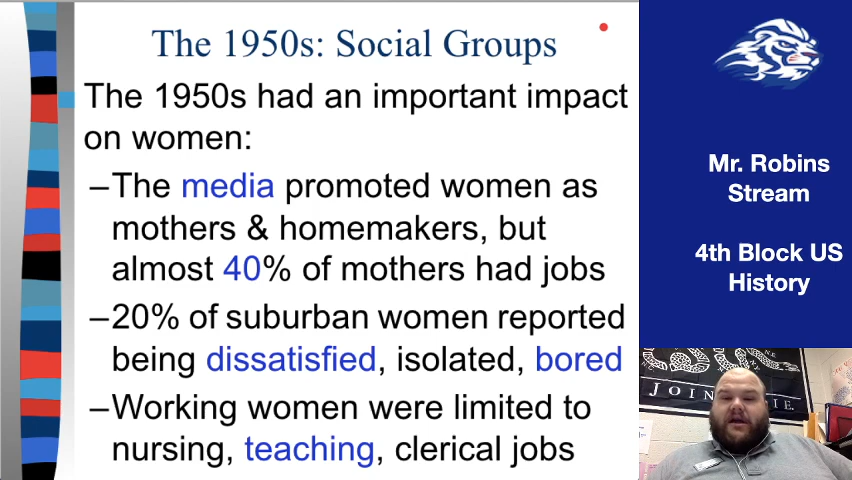 The 1950s: Social Groups
The 1950s had an important impact
on women:
–The media promoted women as
mothers & homemakers, but
almost 40% of mothers had jobs
–20% of suburban women reported
being dissatisfied, isolated, bored
–Working women were limited to
nursing, teaching, clerical jobs
Mr. Robins
Stream
4th Block US
History
JOIN
IE.